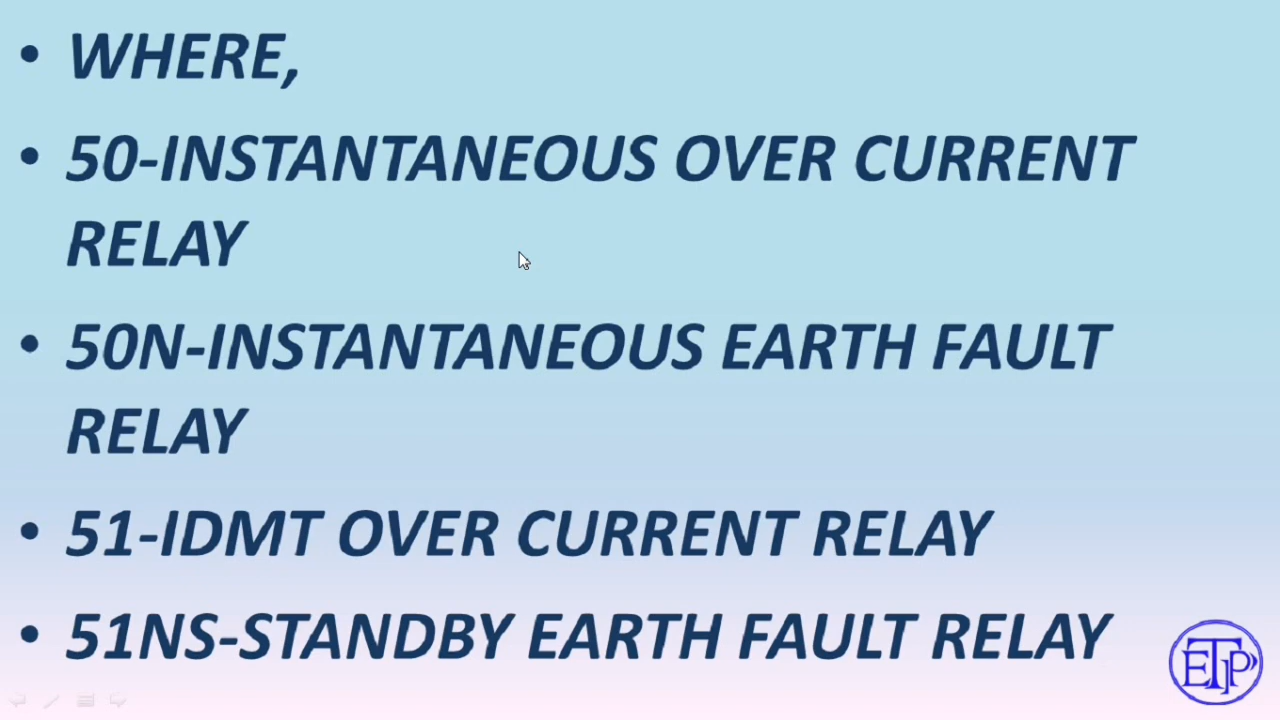 • WHERE,
• 50-INSTANTANEOUS OVER CURRENT
RELAY
• 50N-INSTANTANEOUS EARTH FAULT
RELAY
• 51-IDMT OVER CURRENT RELAY
• 51NS-STANDBY EARTH FAULT RELAY
ETP